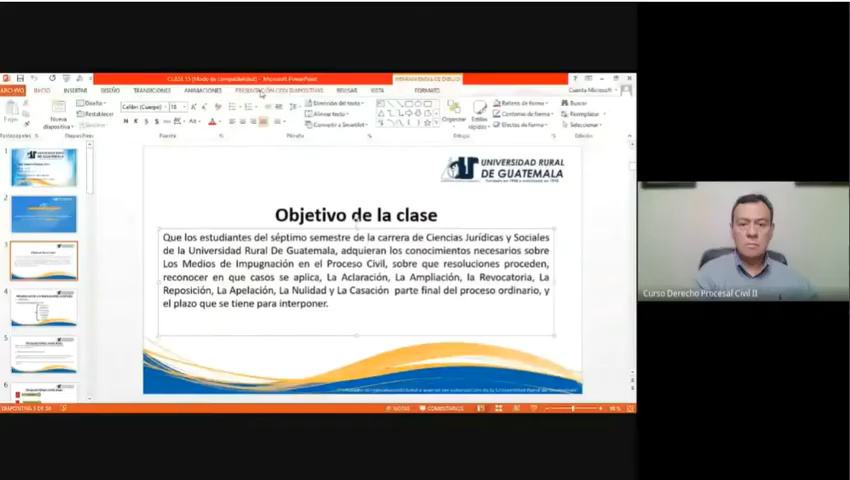 CLASE 15 [Modo de compatibilidad] - Microsoft PowerPoint
HERRAMIENTAS DE DIBUJO
ARCHIVO INICIO INSERTAR DISEÑO TRANSICIONES ANIMACIONES PRESENTACIÓN CON DIAPOSITIVAS REVISAR VISTA FORMATO
Cuenta Microsoft
Pegar
Nueva
diapositiva
Diseño
Restablecer
Sección
Calibri (Cuerpo) 18
Dirección del texto
Alinear texto
Convertir a SmartArt
Organizar
Estilos
rápidos
Relleno de forma
Contorno de forma
Efectos de forma
Buscar
Reemplazar
Seleccionar
Fuente
Párrafo
Dibujo
Edición
1
2
3
4
5
6
UNIVERSIDAD RURAL
DE GUATEMALA
Objetivo de la clase
Que los estudiantes del séptimo semestre de la carrera de Ciencias Jurídicas y Sociales
de la Universidad Rural De Guatemala, adquieran los conocimientos necesarios sobre
Los Medios de Impugnación en el Proceso Civil, sobre que resoluciones proceden,
reconocer en que casos se aplica, La Aclaración, La Ampliación, la Revocatoria, La
Reposición, La Apelación, La Nulidad y La Casación parte final del proceso ordinario, y
el plazo que se tiene para interponer.
NOTAS
COMENTARIOS
Curso Derecho Procesal Civil II